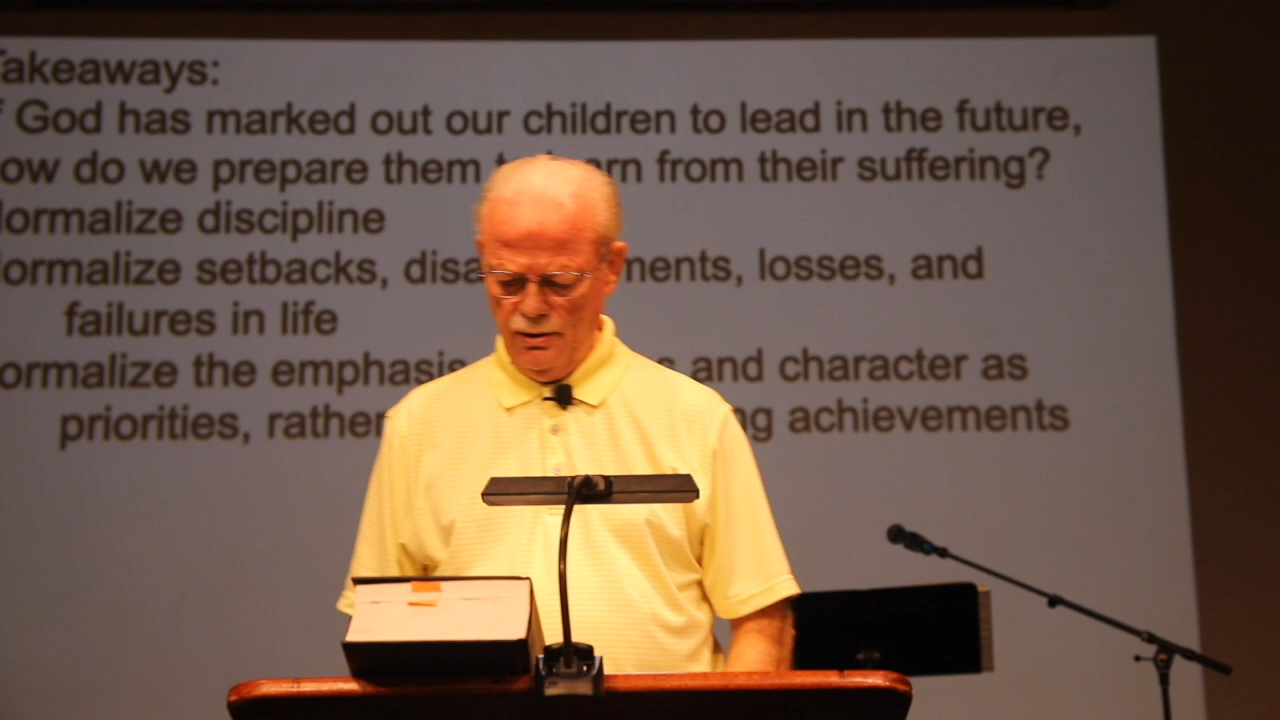 akeaways:
God has marked out our children to lead in the future,
ow do we prepare them from their suffering?
ormalize discipline
ormalize setbacks, disa ments, losses, and
failures in life
ormalize the emphasis and character as
priorities, rather achievements